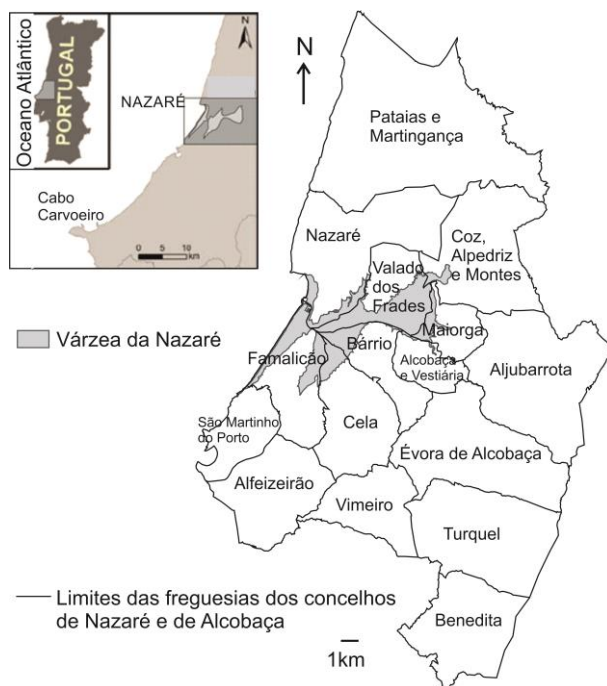 Oceano Atlântico
PORTUGAL
N
NAZARÉ
Cabo
Carvoeiro
0 5 10
km
N
Pataias e
Martingança
Nazaré
Coz,
Alpedriz
e Montes
Valado
dos
Frades
Várzea da Nazaré
Maiorga
Famalicão
Bárrio
Alcobaça
e Vestiária
Aljubarrota
São Martinho
do Porto
Cela
Évora de Alcobaça
Alfeizeirão
Vimeiro
Turquel
Limites das freguesias dos concelhos
de Nazaré e de Alcobaça
Benedita
1km